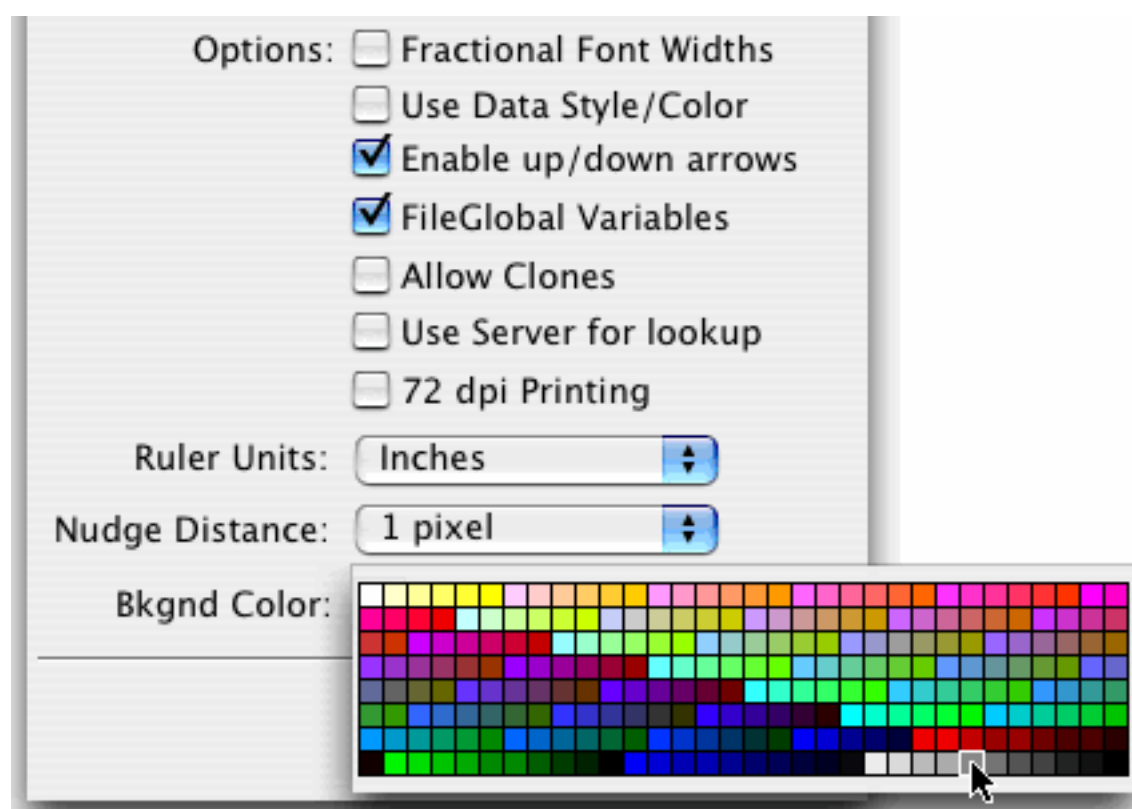 Options: Fractional Font Widths
Use Data Style/Color
Enable up/down arrows
FileGlobal Variables
Allow Clones
Use Server for lookup
72 dpi Printing
Ruler Units: Inches
Nudge Distance: 1 pixel
Bkgnd Color: